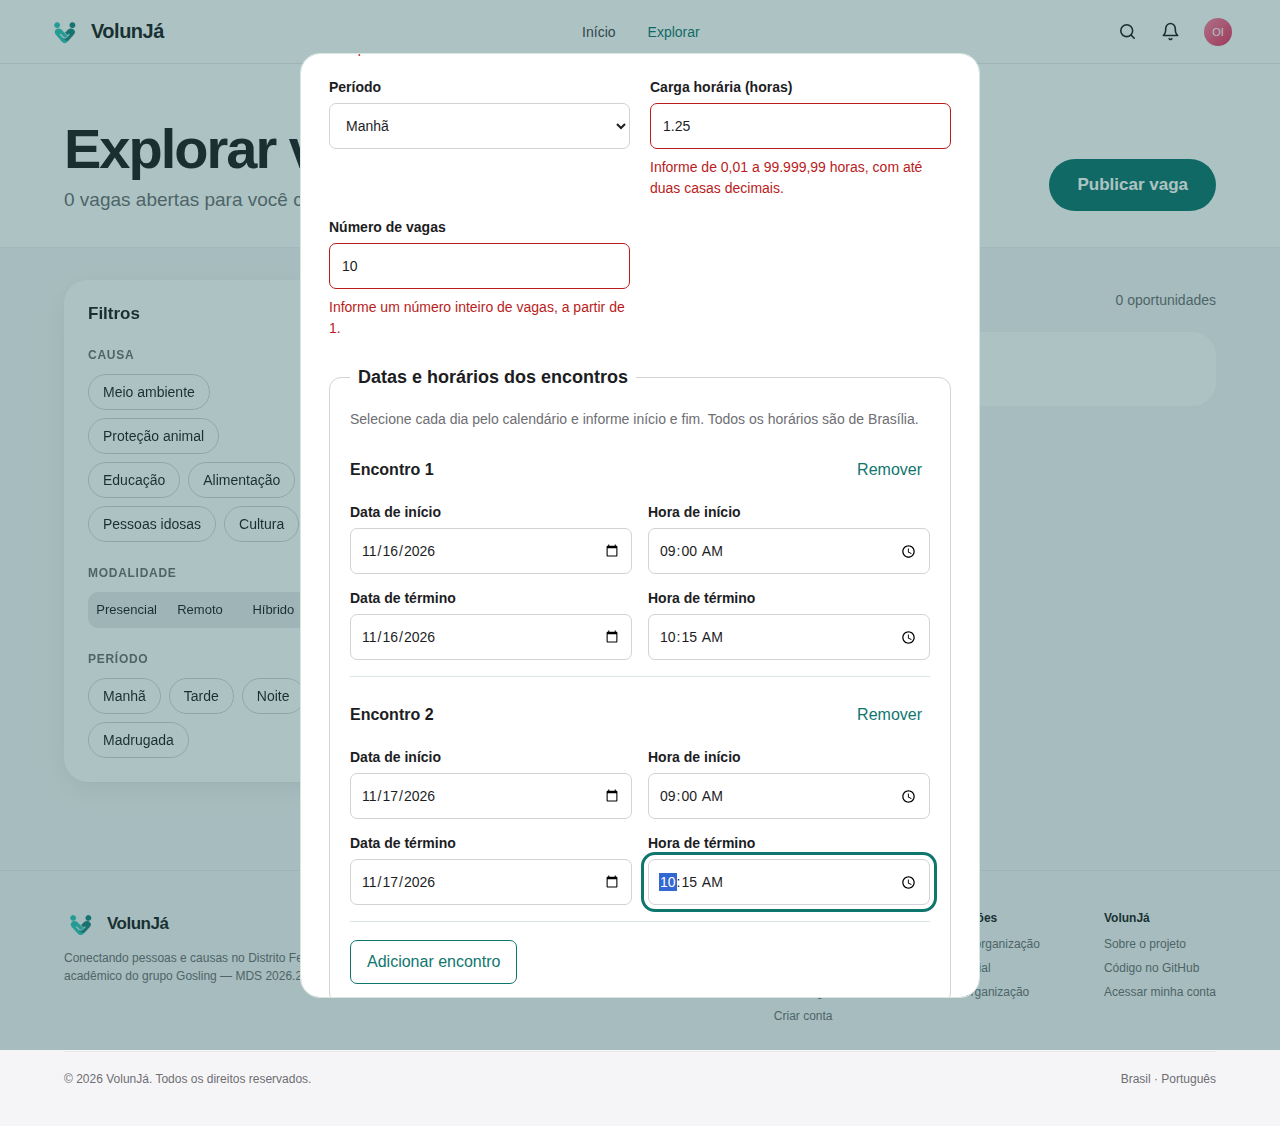 VolunJá
Início
Explorar
OI
Explorar v
0 vagas abertas para você c
Publicar vaga
Filtros
CAUSA
Meio ambiente
Proteção animal
Educação
Alimentação
Pessoas idosas
Cultura
MODALIDADE
Presencial
Remoto
Híbrido
PERÍODO
Manhã
Tarde
Noite
Madrugada
0 oportunidades
Período
Carga horária (horas)
Manhã
1.25
Informe de 0,01 a 99.999,99 horas, com até
duas casas decimais.
Número de vagas
10
Informe um número inteiro de vagas, a partir de
1.
Datas e horários dos encontros
Selecione cada dia pelo calendário e informe início e fim. Todos os horários são de Brasília.
Encontro 1
Remover
Data de início
Hora de início
11/16/2026
09:00 AM
Data de término
Hora de término
11/16/2026
10:15 AM
Encontro 2
Remover
Data de início
Hora de início
11/17/2026
09:00 AM
Data de término
Hora de término
11/17/2026
10:15 AM
Adicionar encontro
VolunJá
Conectando pessoas e causas no Distrito Fe
acadêmico do grupo Gosling — MDS 2026.2
Criar conta
ões
organização
ial
ganização
VolunJá
Sobre o projeto
Código no GitHub
Acessar minha conta
© 2026 VolunJá. Todos os direitos reservados.
Brasil · Português